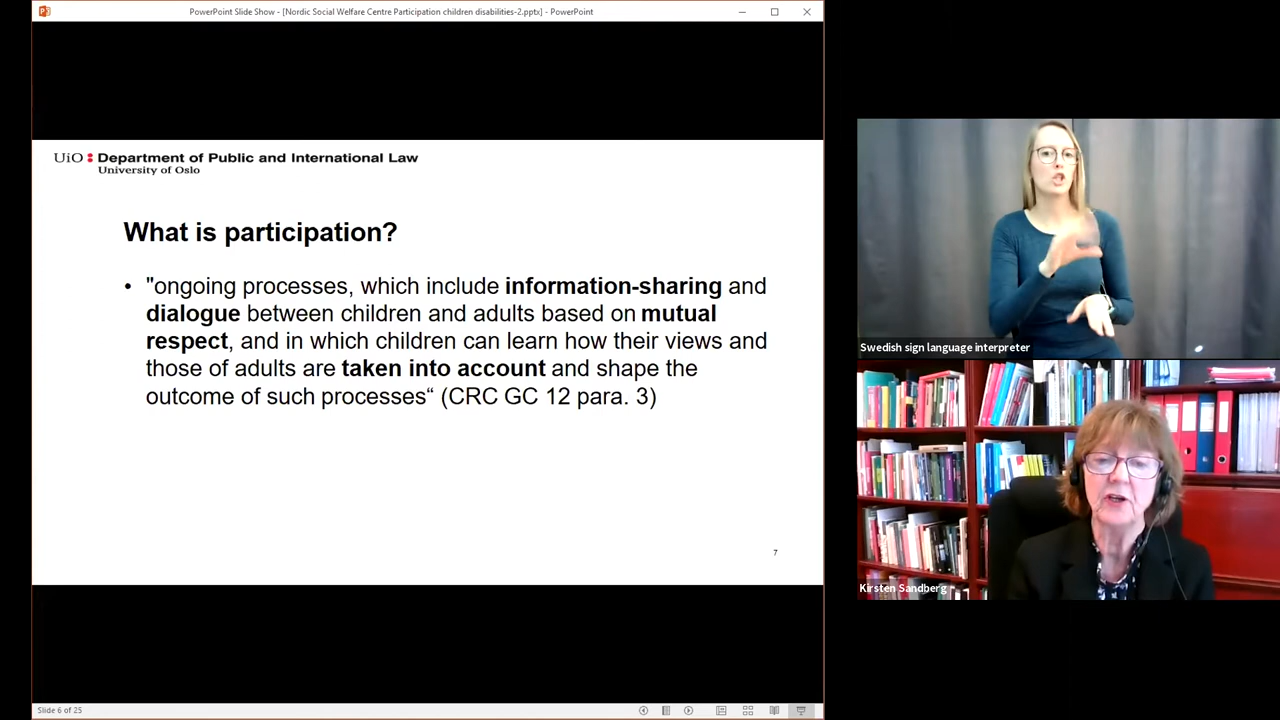 PowerPoint Slide Show - [Nordic Social Welfare Centre Participation children disabilities-2.pptx] - PowerPoint
UiO Department of Public and International Law
University of Oslo
What is participation?
• "ongoing processes, which include information-sharing and
dialogue between children and adults based on mutual
respect, and in which children can learn how their views and
those of adults are taken into account and shape the
outcome of such processes“ (CRC GC 12 para. 3)
7
Slide 6 of 25
Swedish sign language interpreter
Kirsten Sandberg